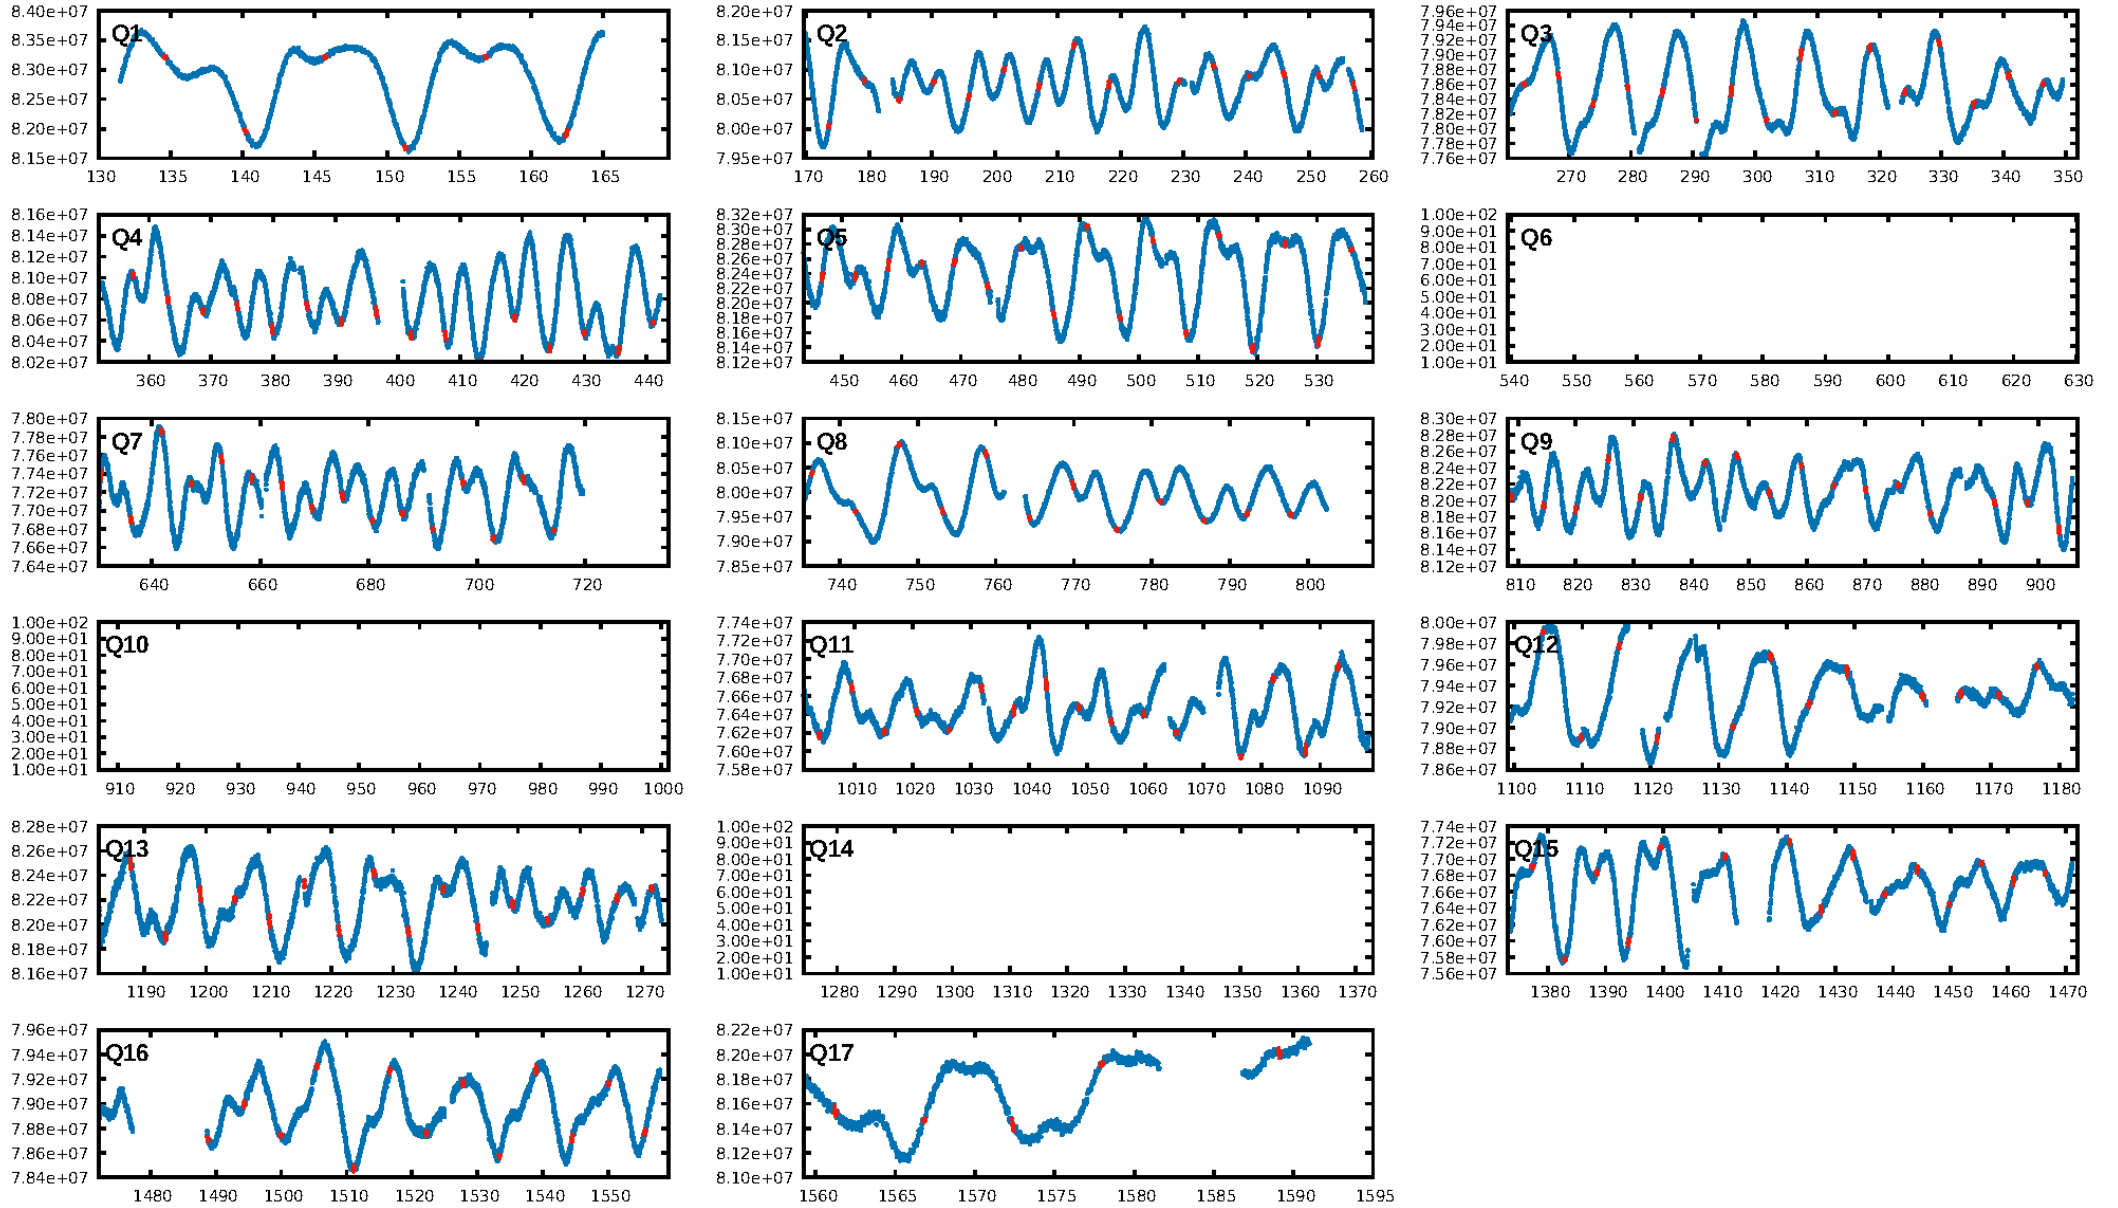 Q1
8.40e+07
8.35e+07
8.30e+07
8.25e+07
8.20e+07
8.15e+07
130 135 140 145 150 155 160 165
Q2
8.20e+07
8.15e+07
8.10e+07
8.05e+07
8.00e+07
7.95e+07
170 180 190 200 210 220 230 240 250 260
Q3
7.96e+07
7.94e+07
7.92e+07
7.90e+07
7.88e+07
7.86e+07
7.84e+07
7.82e+07
7.80e+07
7.78e+07
7.76e+07
270 280 290 300 310 320 330 340 350
Q4
8.16e+07
8.14e+07
8.12e+07
8.10e+07
8.08e+07
8.06e+07
8.04e+07
8.02e+07
360 370 380 390 400 410 420 430 440
Q5
8.32e+07
8.30e+07
8.28e+07
8.26e+07
8.24e+07
8.22e+07
8.20e+07
8.18e+07
8.16e+07
8.14e+07
8.12e+07
450 460 470 480 490 500 510 520 530
Q6
1.00e+02
9.00e+01
8.00e+01
7.00e+01
6.00e+01
5.00e+01
4.00e+01
3.00e+01
2.00e+01
1.00e+01
540 550 560 570 580 590 600 610 620 630
Q7
7.80e+07
7.78e+07
7.76e+07
7.74e+07
7.72e+07
7.70e+07
7.68e+07
7.66e+07
7.64e+07
640 660 680 700 720
Q8
8.15e+07
8.10e+07
8.05e+07
8.00e+07
7.95e+07
7.90e+07
7.85e+07
740 750 760 770 780 790 800
Q9
8.30e+07
8.28e+07
8.26e+07
8.24e+07
8.22e+07
8.20e+07
8.18e+07
8.16e+07
8.14e+07
8.12e+07
810 820 830 840 850 860 870 880 890 900
Q10
1.00e+02
9.00e+01
8.00e+01
7.00e+01
6.00e+01
5.00e+01
4.00e+01
3.00e+01
2.00e+01
1.00e+01
910 920 930 940 950 960 970 980 990 1000
Q11
7.74e+07
7.72e+07
7.70e+07
7.68e+07
7.66e+07
7.64e+07
7.62e+07
7.60e+07
7.58e+07
1010 1020 1030 1040 1050 1060 1070 1080 1090
Q12
8.00e+07
7.98e+07
7.96e+07
7.94e+07
7.92e+07
7.90e+07
7.88e+07
7.86e+07
1100 1110 1120 1130 1140 1150 1160 1170 1180
Q13
8.28e+07
8.26e+07
8.24e+07
8.22e+07
8.20e+07
8.18e+07
8.16e+07
1190 1200 1210 1220 1230 1240 1250 1260 1270
Q14
1.00e+02
9.00e+01
8.00e+01
7.00e+01
6.00e+01
5.00e+01
4.00e+01
3.00e+01
2.00e+01
1.00e+01
1280 1290 1300 1310 1320 1330 1340 1350 1360 1370
Q15
7.74e+07
7.72e+07
7.70e+07
7.68e+07
7.66e+07
7.64e+07
7.62e+07
7.60e+07
7.58e+07
7.56e+07
1380 1390 1400 1410 1420 1430 1440 1450 1460 1470
Q16
7.96e+07
7.94e+07
7.92e+07
7.90e+07
7.88e+07
7.86e+07
7.84e+07
1480 1490 1500 1510 1520 1530 1540 1550
Q17
8.22e+07
8.20e+07
8.18e+07
8.16e+07
8.14e+07
8.12e+07
8.10e+07
1560 1565 1570 1575 1580 1585 1590 1595